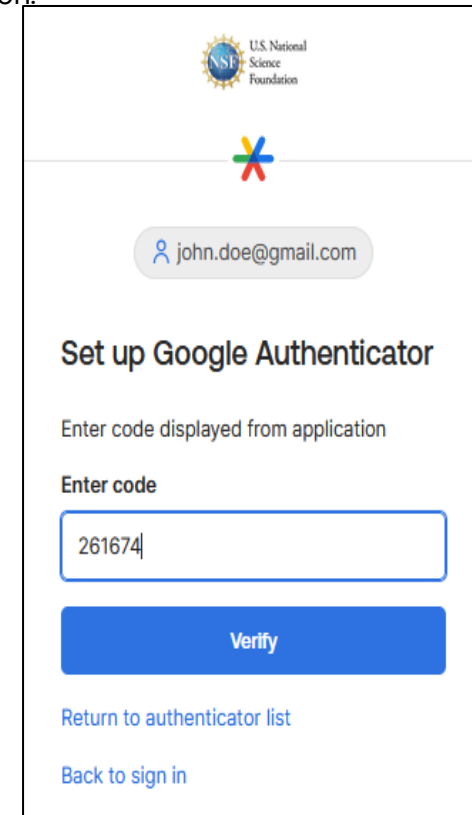 on.
U.S. National
Science
Foundation
NSF
john.doe@gmail.com
Set up Google Authenticator
Enter code displayed from application
Enter code
261674
Verify
Return to authenticator list
Back to sign in